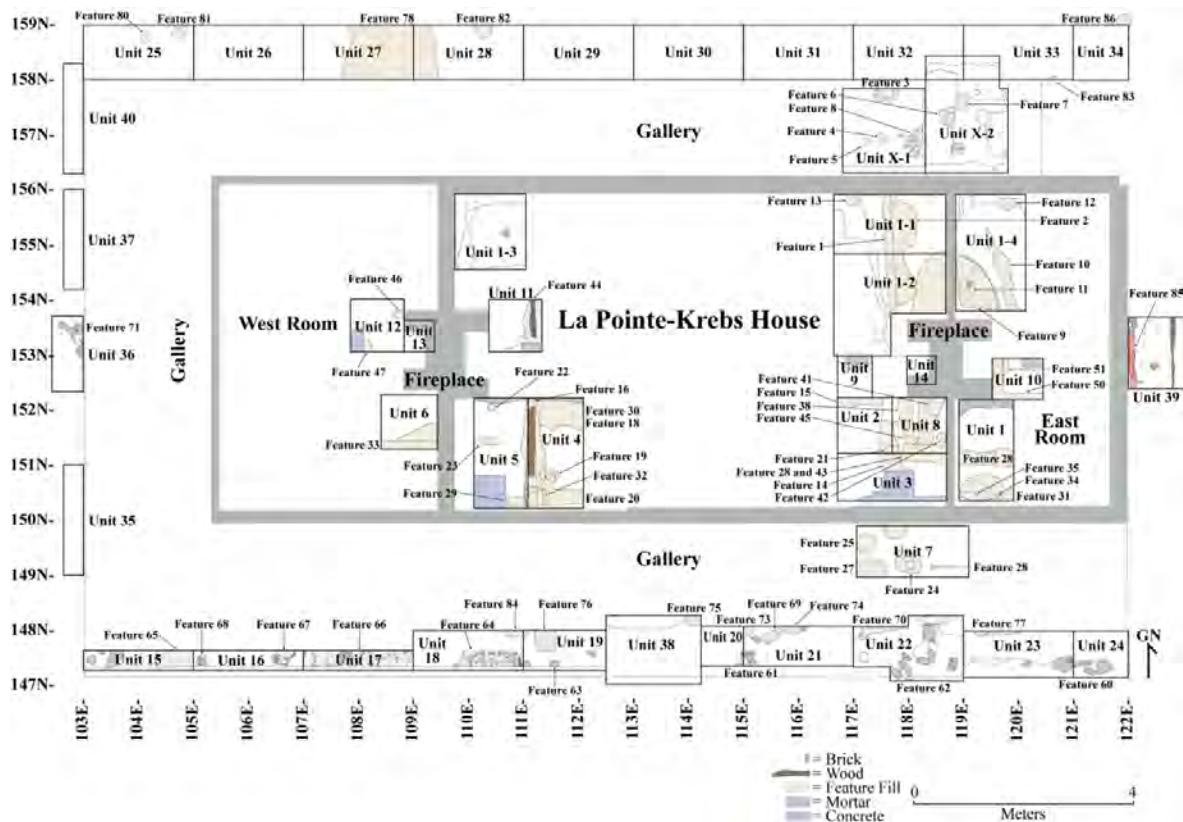 159N-
158N-
157N-
156N-
155N-
154N-
153N-
152N-
151N-
150N-
149N-
148N-
147N-
Feature 80
Feature 81
Feature 78
Feature 82
Feature 86
Unit 25
Unit 26
Unit 27
Unit 28
Unit 29
Unit 30
Unit 31
Unit 32
Unit 33
Unit 34
Feature 83
Unit 40
Gallery
Feature 3
Feature 6
Feature 8
Feature 4
Feature 5
Feature 7
Unit X-1
Unit X-2
Unit 37
Unit 1-3
Feature 13
Unit 1-1
Feature 2
Feature 1
Unit 1-2
Feature 12
Unit 1-4
Feature 10
Feature 11
Feature 9
Feature 46
West Room
Unit 12
Unit 13
Feature 47
Unit 11
Feature 44
La Pointe-Krebs House
Fireplace
Feature 85
Unit 39
Feature 71
Unit 36
Gallery
Fireplace
Unit 9
Unit 14
Unit 10
Feature 51
Feature 50
Unit 6
Feature 33
Feature 22
Feature 16
Feature 30
Feature 18
Unit 4
Unit 5
Feature 23
Feature 19
Feature 32
Feature 29
Feature 20
Feature 41
Feature 15
Feature 38
Feature 45
Unit 2
Unit 8
Feature 21
Feature 28 and 43
Feature 14
Feature 42
Unit 3
Unit 1
East Room
Feature 28
Feature 35
Feature 34
Feature 31
Unit 35
Gallery
Feature 25
Unit 7
Feature 27
Feature 28
Feature 24
Feature 65
Feature 68
Feature 67
Feature 66
Feature 64
Feature 84
Feature 76
Feature 75
Feature 73
Feature 69
Feature 74
Feature 70
Feature 77
GN
Unit 15
Unit 16
Unit 17
Unit 18
Unit 19
Unit 38
Unit 20
Unit 21
Unit 22
Unit 23
Unit 24
Feature 63
Feature 61
Feature 62
Feature 60
103E-
105E-
106E-
107E-
109E-
110E-
111E-
112E-
113E-
114E-
115E-
116E-
117E-
118E-
119E-
120E-
121E-
122E-
= Brick
= Wood
= Feature Fill
= Mortar
= Concrete
0
4
Meters